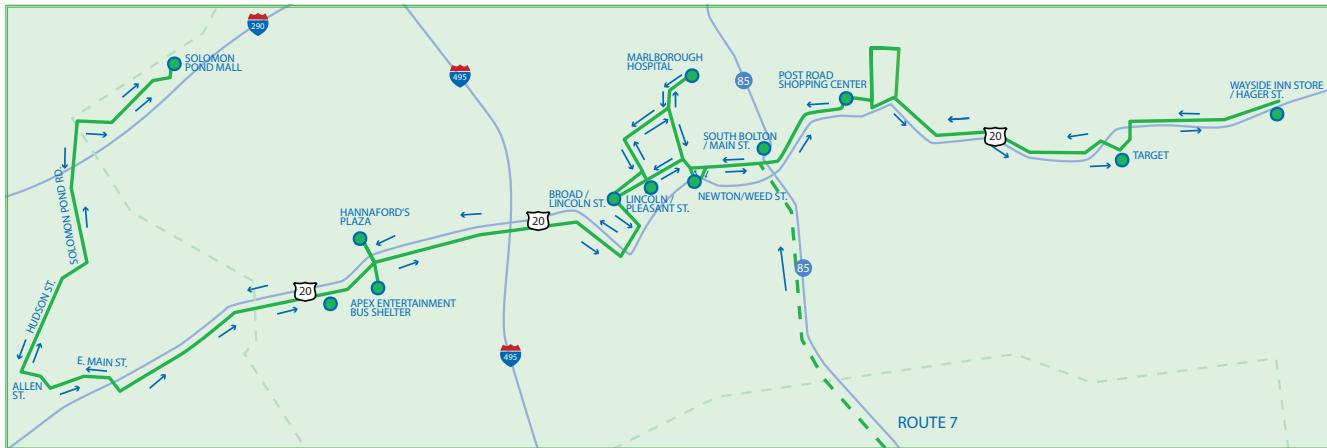 290
SOLOMON
POND MALL
495
MARLBOROUGH
HOSPITAL
85
POST ROAD
SHOPPING CENTER
WAYSIDE INN STORE
/ HAGER ST.
SOUTH BOLTON
/ MAIN ST.
20
TARGET
SOLOMON POND RD.
BROAD /
LINCOLN ST.
LINCOLN
PLEASANT ST.
NEWTON/WEED ST.
HANNAFORD'S
PLAZA
20
85
HUDSON ST.
20
APEX ENTERTAINMENT
BUS SHELTER
495
E. MAIN ST.
ALLEN
ST.
ROUTE 7